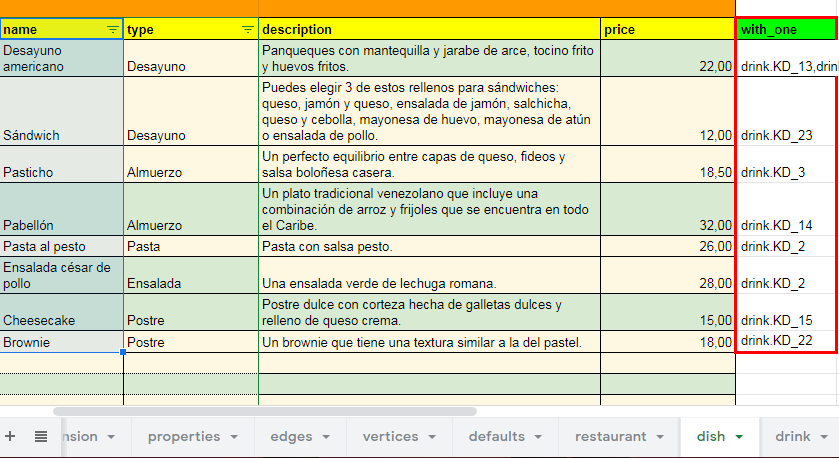 name type description price with_one
Desayuno
americano
Desayuno
Panqueques con mantequilla y jarabe de arce, tocino frito
y huevos fritos.
22,00
drink.KD_13,drin
Sándwich
Desayuno
Puedes elegir 3 de estos rellenos para sándwiches:
queso, jamón y queso, ensalada de jamón, salchicha,
queso y cebolla, mayonesa de huevo, mayonesa de atún
o ensalada de pollo.
12,00
drink.KD_23
Pasticho
Almuerzo
Un perfecto equilibrio entre capas de queso, fideos y
salsa boloñesa casera.
18,50
drink.KD_3
Pabellón
Almuerzo
Un plato tradicional venezolano que incluye una
combinación de arroz y frijoles que se encuentra en todo
el Caribe.
32,00
drink.KD_14
Pasta al pesto
Pasta
Pasta con salsa pesto.
26,00
drink.KD_2
Ensalada césar de
pollo
Ensalada
Una ensalada verde de lechuga romana.
28,00
drink.KD_2
Cheesecake
Postre
Postre dulce con corteza hecha de galletas dulces y
relleno de queso crema.
15,00
drink.KD_15
Brownie
Postre
Un brownie que tiene una textura similar a la del pastel.
18,00
drink.KD_22
nsion properties edges vertices defaults restaurant dish drink